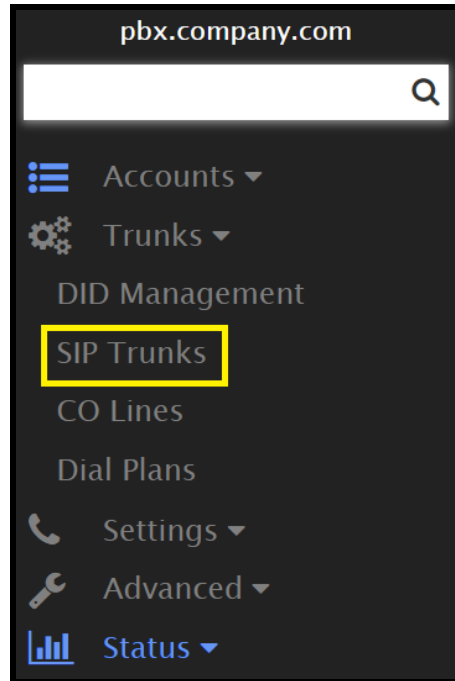 pbx.company.com
Accounts
Trunks
DID Management
SIP Trunks
CO Lines
Dial Plans
Settings
Advanced
Status